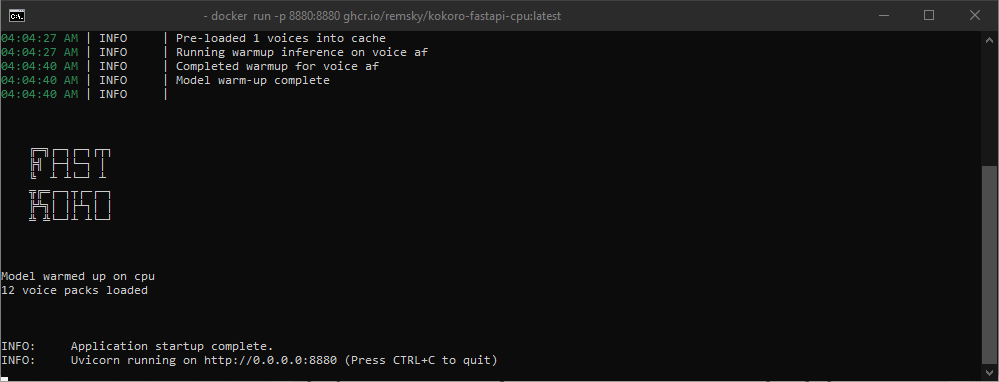 - docker run -p 8880:8880 ghcr.io/remsky/kokoro-fastapi-cpu:latest
04:04:27 AM | INFO | Pre-loaded 1 voices into cache
04:04:27 AM | INFO | Running warmup inference on voice af
04:04:40 AM | INFO | Completed warmup for voice af
04:04:40 AM | INFO | Model warm-up complete
04:04:40 AM | INFO |
FAST
KOKO
Model warmed up on cpu
12 voice packs loaded
INFO: Application startup complete.
INFO: Uvicorn running on http://0.0.0.0:8880 (Press CTRL+C to quit)